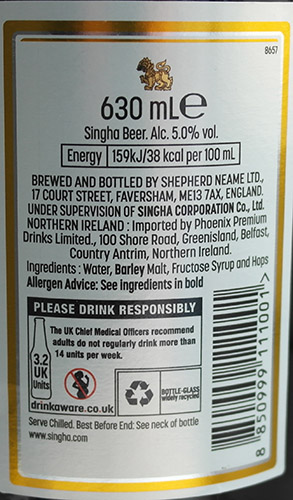 8657
630 mLe
Singha Beer. Alc. 5.0% vol.
Energy 159kJ/38 kcal per 100 mL
BREWED AND BOTTLED BY SHEPHERD NEAME LTD.,
17 COURT STREET, FAVERSHAM, ME13 7AX, ENGLAND.
UNDER SUPERVISION OF SINGHA CORPORATION Co., Ltd.
NORTHERN IRELAND : Imported by Phoenix Premium
Drinks Limited., 100 Shore Road, Greenisland, Belfast,
Country Antrim, Northern Ireland.
Ingredients : Water, Barley Malt, Fructose Syrup and Hops
Allergen Advice: See ingredients in bold
PLEASE DRINK RESPONSIBLY
The UK Chief Medical Officers recommend
adults do not regularly drink more than
14 units per week.
3.2
UK
Units
BOTTLE-GLASS
widely recycled
drinkaware.co.uk
Serve Chilled. Best Before End: See neck of bottle
www.singha.com
8 850999 111001 >